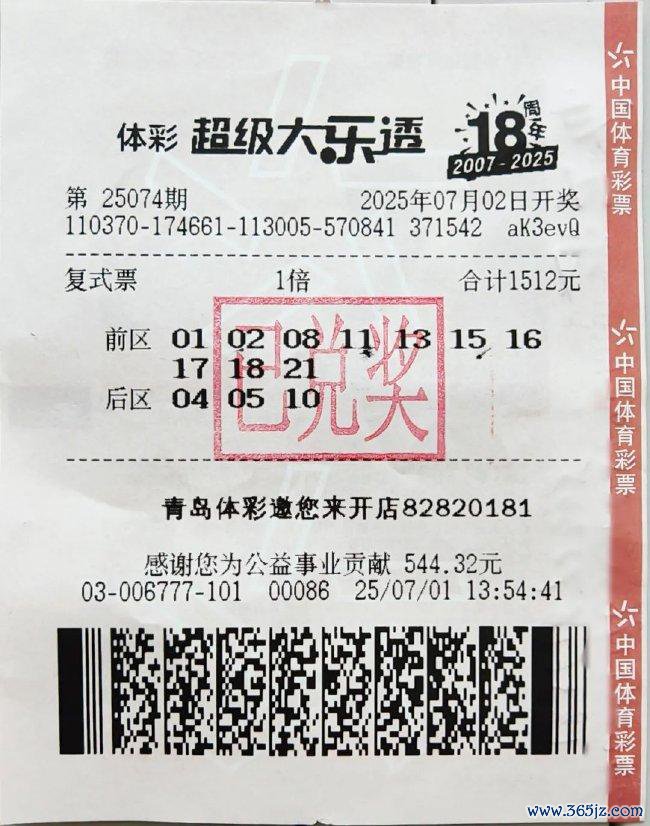 体彩 超级大乐透 18周年
2007-2025
第 25074期 2025年07月02日开奖
110370-174661-113005-570841 371542 aK3evQ
复式票 1倍 合计1512元
前区 01 02 08 11 13 15 16
17 18 21
后区 04 05 10
已兑奖
青岛体彩邀您来开店82820181
感谢您为公益事业贡献 544.32元
03-006777-101 00086 25/07/01 13:54:41
中国体育彩票
中国体育彩票
中国体育彩票
www.365jz.com